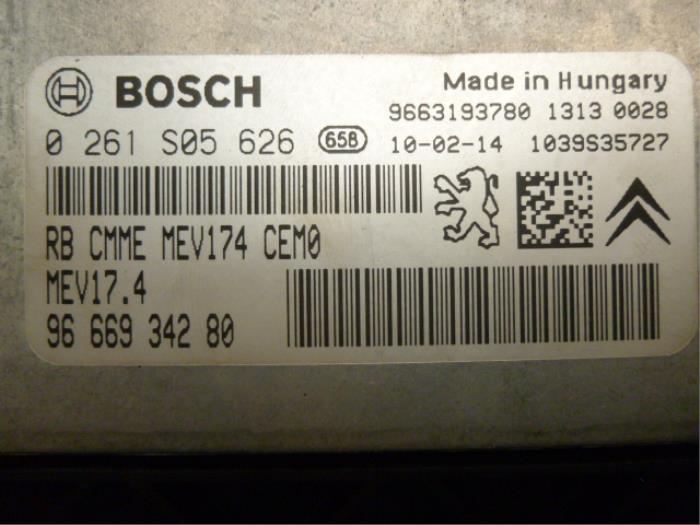 BOSCH
Made in Hungary
9663193780 1313 0028
0 261 S05 626 65B 10-02-14 1039S35727
RB CMME MEV174 CEM0
MEV17.4
96 669 342 80